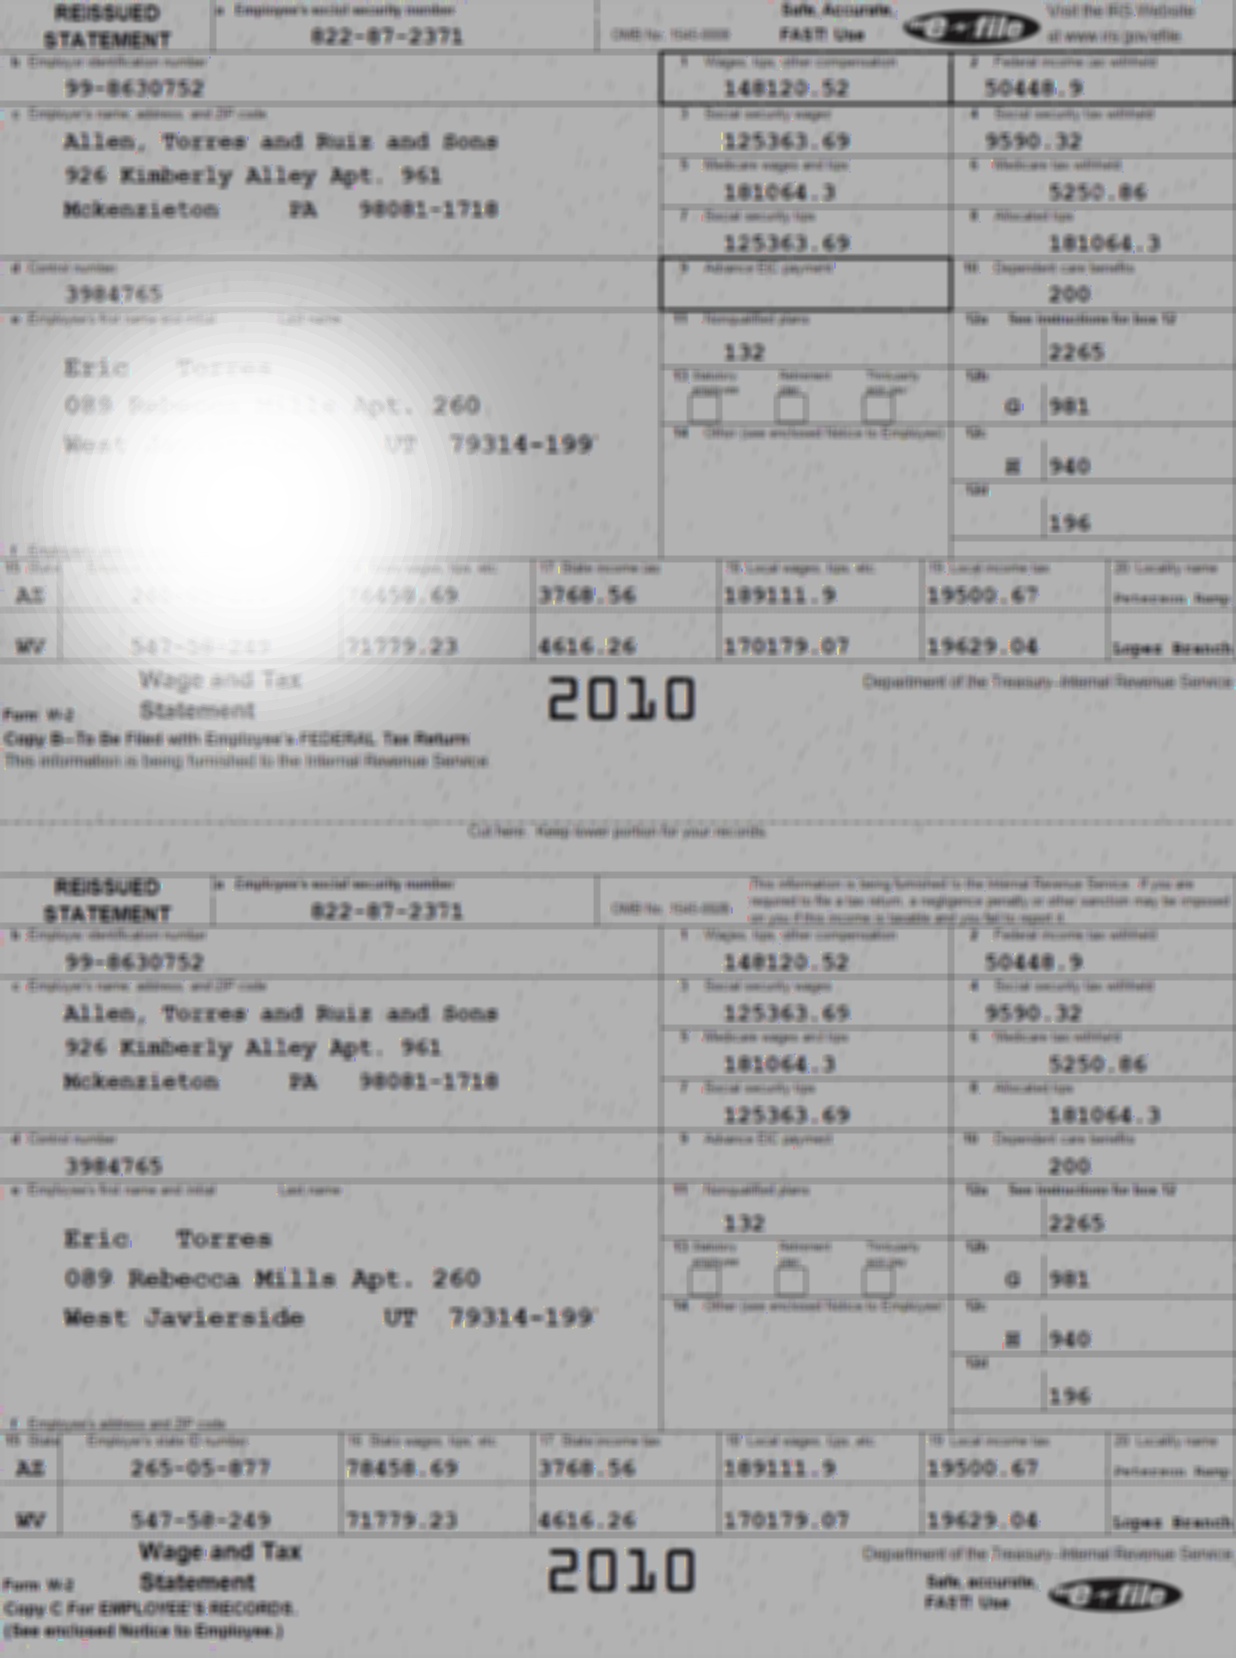 REISSUED STATEMENT
a Employee's social security number
822-87-2371
OMB No. 1545-0008
Safe, Accurate, FAST! Use
e-file
Visit the IRS Website at www.irs.gov/efile.
b Employer identification number
99-8630752
1 Wages, tips, other compensation
148120.52
2 Federal income tax withheld
50448.9
c Employer's name, address, and ZIP code
Allen, Torres and Ruiz and Sons
926 Kimberly Alley Apt. 961
Mckenzieton PA 98081-1718
3 Social security wages
125363.69
4 Social security tax withheld
9590.32
5 Medicare wages and tips
181064.3
6 Medicare tax withheld
5250.86
7 Social security tips
125363.69
8 Allocated tips
181064.3
d Control number
3984765
9 Advance EIC payment
10 Dependent care benefits
200
e Employee's first name and initial Last name
Eric Torres
089 Rebecca Mills Apt. 260
West UT 79314-199
11 Nonqualified plans
132
12a See instructions for box 12
2265
13 Statutory employee Retirement plan Third-party sick pay
12b
G 981
14 Other (see enclosed Notice to Employee)
12c
H 940
12d
196
15 State
17 State income tax
18 Local wages, tips, etc.
19 Local income tax
20 Locality name
AZ 78458.69 3768.56 189111.9 19500.67 Peterson Ramp
WV 547-58-249 71779.23 4616.26 170179.07 19629.04 Lopez Branch
Wage and Tax
Form W-2 Statement
2010
Department of the Treasury-Internal Revenue Service
Copy B-To Be Filed with Employee's FEDERAL Tax Return
This information is being furnished to the Internal Revenue Service.
Cut here. Keep lower portion for your records.
REISSUED STATEMENT
a Employee's social security number
822-87-2371
OMB No. 1545-0008
This information is being furnished to the Internal Revenue Service. If you are
required to file a tax return, a negligence penalty or other sanction may be imposed
on you if this income is taxable and you fail to report it.
b Employer identification number
99-8630752
1 Wages, tips, other compensation
148120.52
2 Federal income tax withheld
50448.9
c Employer's name, address, and ZIP code
Allen, Torres and Ruiz and Sons
926 Kimberly Alley Apt. 961
Mckenzieton PA 98081-1718
3 Social security wages
125363.69
4 Social security tax withheld
9590.32
5 Medicare wages and tips
181064.3
6 Medicare tax withheld
5250.86
7 Social security tips
125363.69
8 Allocated tips
181064.3
d Control number
3984765
9 Advance EIC payment
10 Dependent care benefits
200
e Employee's first name and initial Last name
Eric Torres
089 Rebecca Mills Apt. 260
West Javierside UT 79314-199
11 Nonqualified plans
132
12a See instructions for box 12
2265
13 Statutory employee Retirement plan Third-party sick pay
12b
G 981
14 Other (see enclosed Notice to Employee)
12c
H 940
12d
196
f Employee's address and ZIP code
15 State Employer's state ID number 16 State wages, tips, etc. 17 State income tax 18 Local wages, tips, etc. 19 Local income tax 20 Locality name
AZ 265-05-877 78458.69 3768.56 189111.9 19500.67 Peterson Ramp
WV 547-58-249 71779.23 4616.26 170179.07 19629.04 Lopez Branch
Wage and Tax
Form W-2 Statement
2010
Department of the Treasury-Internal Revenue Service
Safe, accurate, FAST! Use
e-file
Copy C For EMPLOYEE'S RECORDS.
(See enclosed Notice to Employee.)